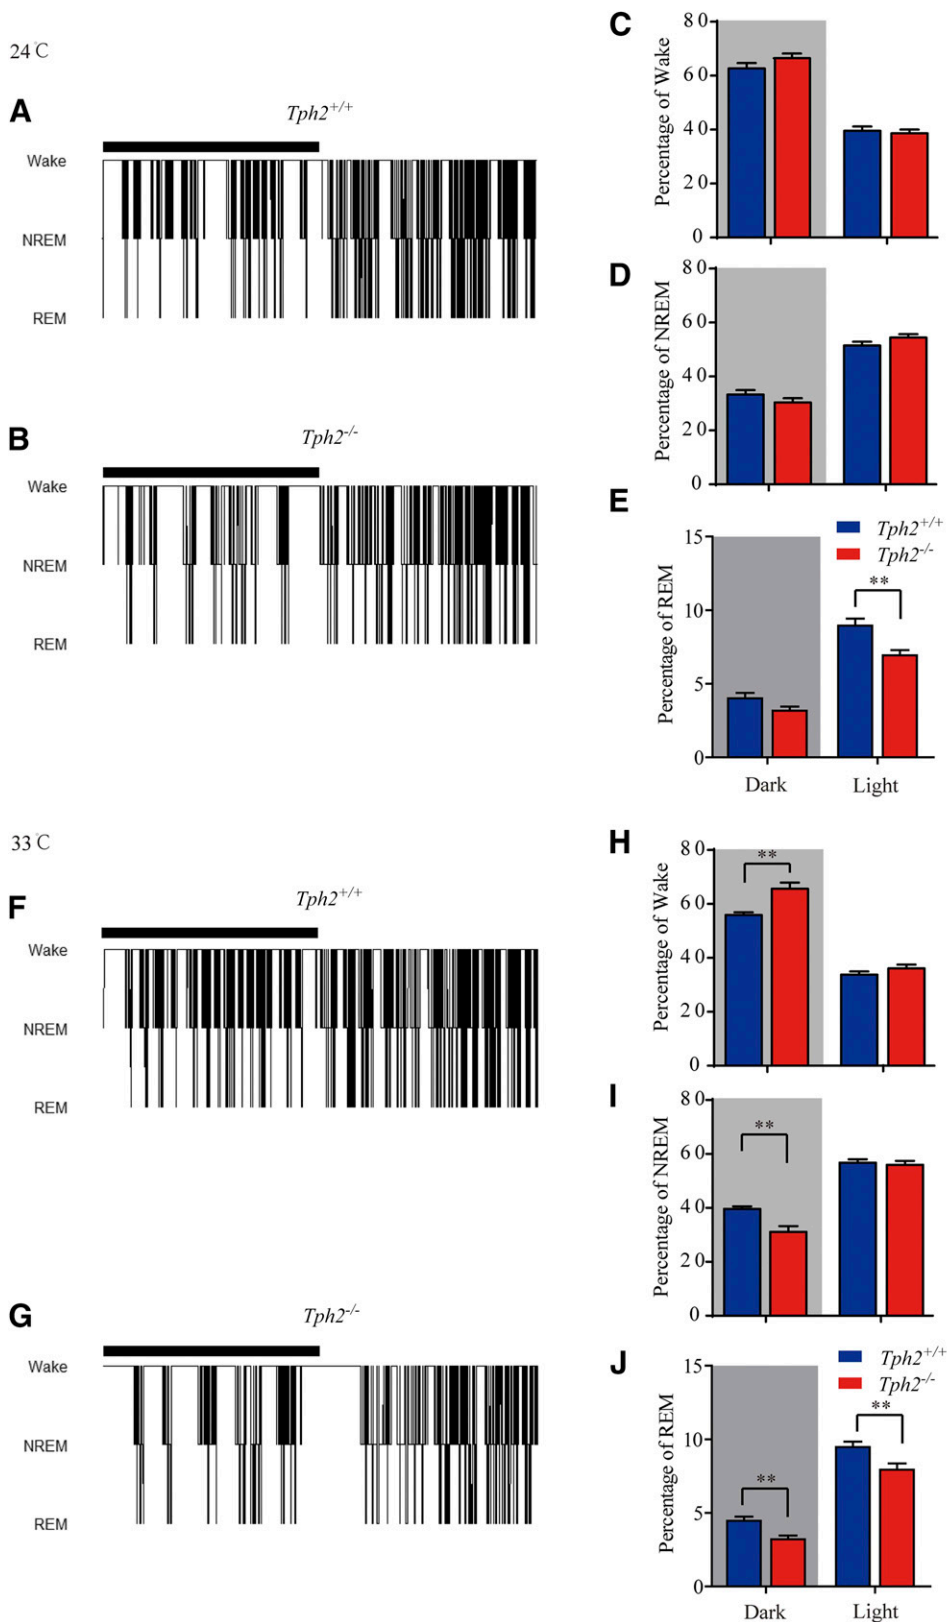 24℃
A
Tph2+/+
Wake
NREM
REM
B
Tph2-/-
Wake
NREM
REM
C
Percentage of Wake
80
60
40
20
0
D
Percentage of NREM
80
60
40
20
0
E
Percentage of REM
15
10
5
0
Tph2+/+
Tph2-/-
**
Dark Light
33℃
F
Tph2+/+
Wake
NREM
REM
G
Tph2-/-
Wake
NREM
REM
H
Percentage of Wake
80
60
40
20
0
**
I
Percentage of NREM
80
60
40
20
0
**
J
Percentage of REM
15
10
5
0
Tph2+/+
Tph2-/-
**
**
Dark Light